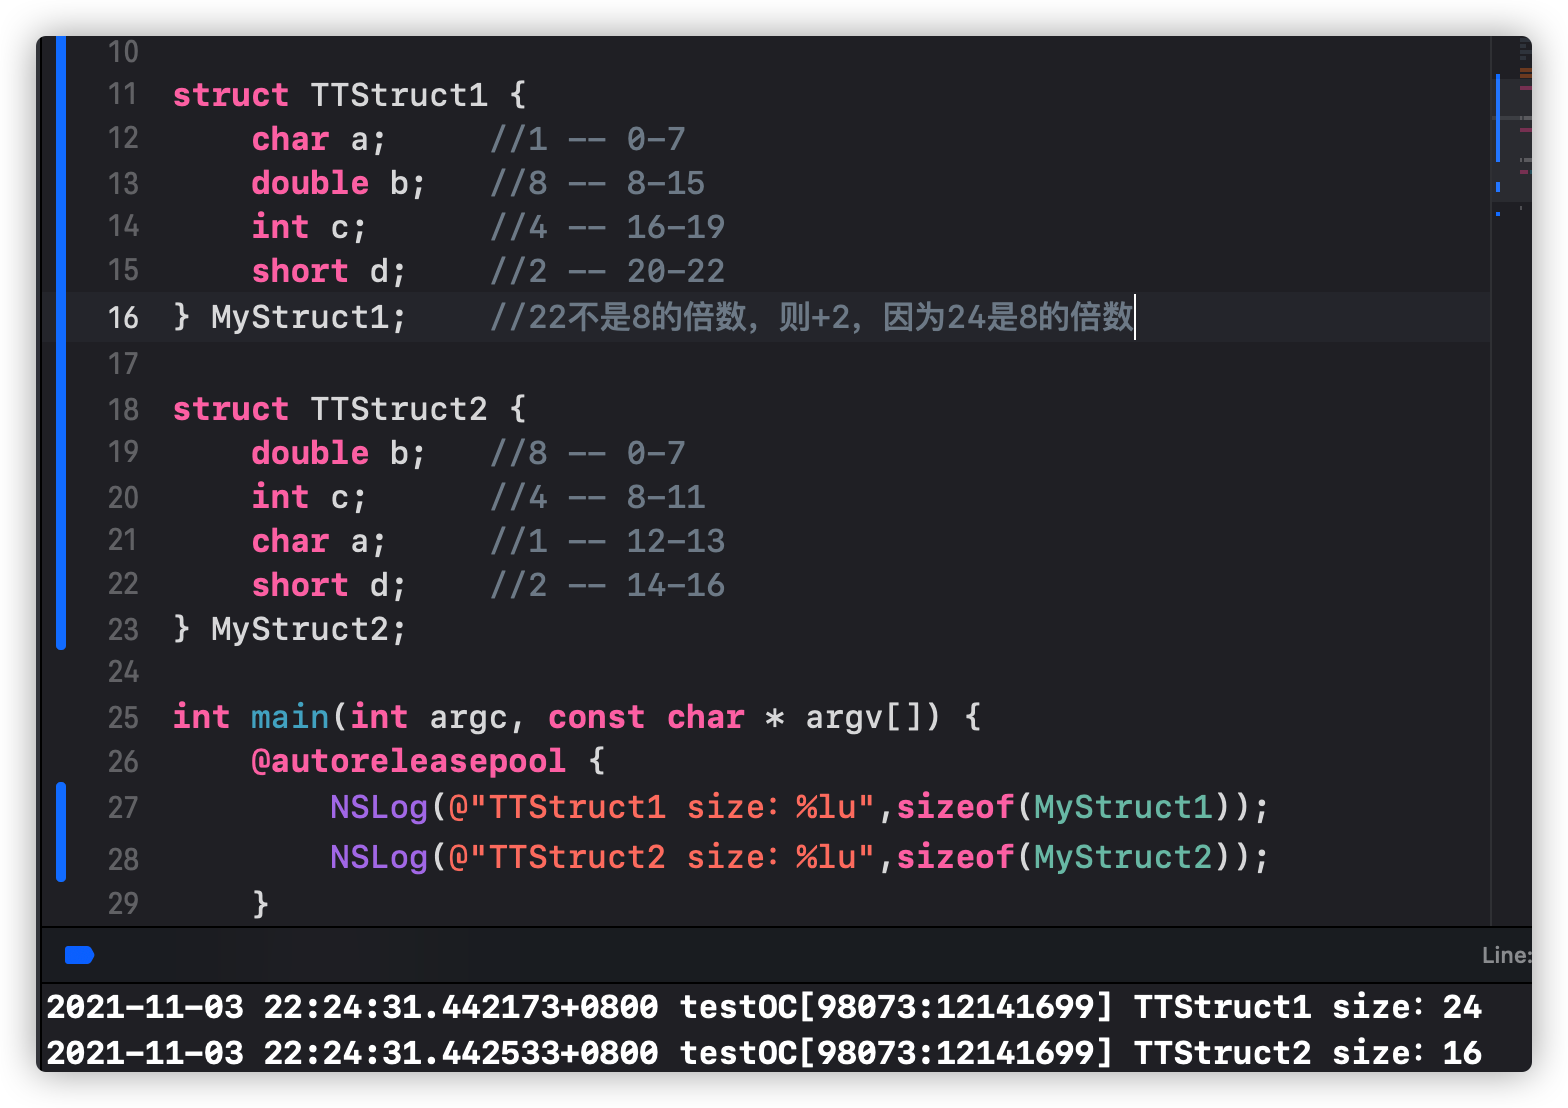 10
11 struct TTStruct1 {
12 char a; //1 -- 0-7
13 double b; //8 -- 8-15
14 int c; //4 -- 16-19
15 short d; //2 -- 20-22
16 } MyStruct1; //22不是8的倍数，则+2，因为24是8的倍数
17
18 struct TTStruct2 {
19 double b; //8 -- 0-7
20 int c; //4 -- 8-11
21 char a; //1 -- 12-13
22 short d; //2 -- 14-16
23 } MyStruct2;
24
25 int main(int argc, const char * argv[]) {
26 @autoreleasepool {
27 NSLog(@"TTStruct1 size：%lu",sizeof(MyStruct1));
28 NSLog(@"TTStruct2 size：%lu",sizeof(MyStruct2));
29 }
Line:
2021-11-03 22:24:31.442173+0800 testOC[98073:12141699] TTStruct1 size：24
2021-11-03 22:24:31.442533+0800 testOC[98073:12141699] TTStruct2 size：16